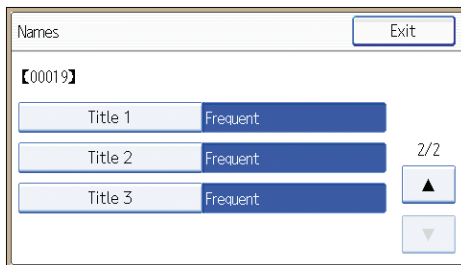 Names Exit
【00019】
Title 1 Frequent
Title 2 Frequent
2/2
Title 3 Frequent
▲
▼